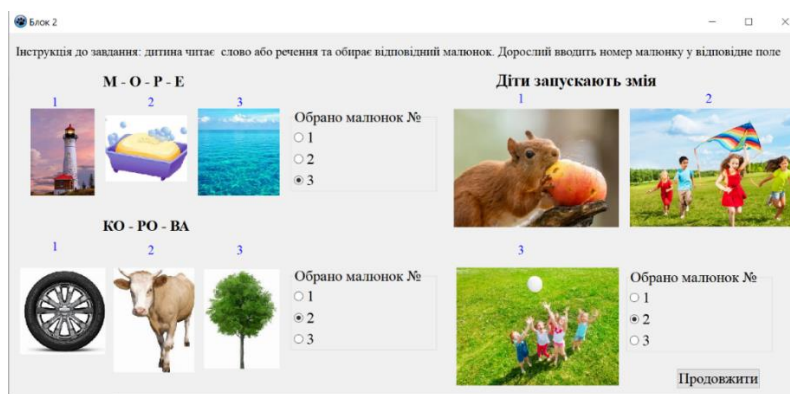 Блок 2
Інструкція до завдання: дитина читає слово або речення та обирає відповідний малюнок. Дорослий вводить номер малюнку у відповідне поле
М - О - Р - Е
1 2 3
Обрано малюнок №
1
2
3
КО - РО - ВА
1 2 3
Обрано малюнок №
1
2
3
Діти запускають змія
1 2
3
Обрано малюнок №
1
2
3
Продовжити